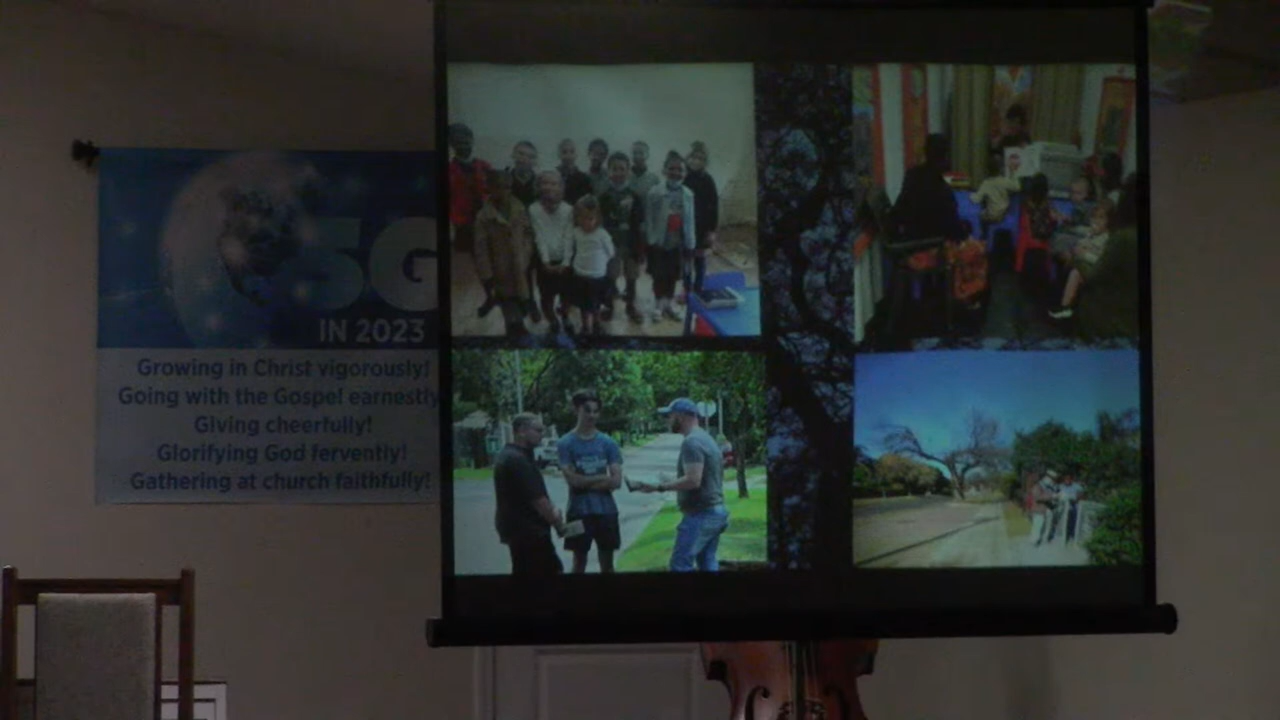 5G
IN 2023
Growing in Christ vigorously!
Going with the Gospel earnestly
Giving cheerfully!
Glorifying God fervently!
Gathering at church faithfully!